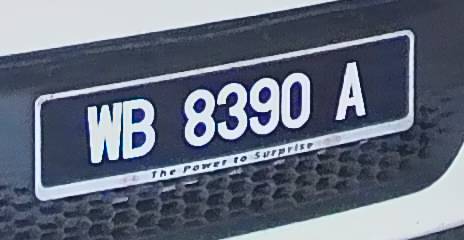 WB 8390 A
The Power to Surprise